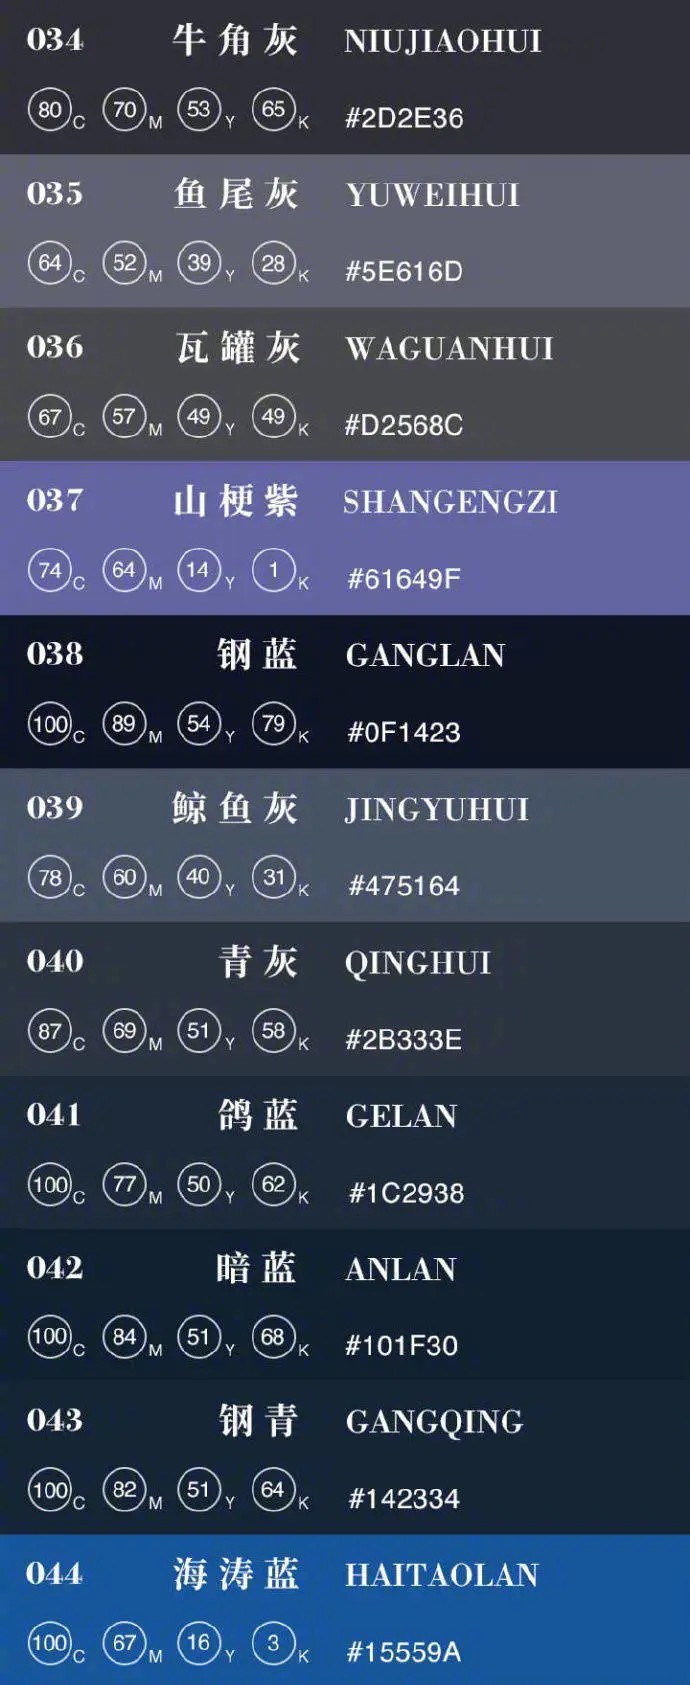 034 牛角灰 NIUJIAOHUI
80 C 70 M 53 Y 65 K #2D2E36
035 鱼尾灰 YUWEIHUI
64 C 52 M 39 Y 28 K #5E616D
036 瓦罐灰 WAGUANHUI
67 C 57 M 49 Y 49 K #D2568C
037 山梗紫 SHANGENGZI
74 C 64 M 14 Y 1 K #61649F
038 钢蓝 GANGLAN
100 C 89 M 54 Y 79 K #0F1423
039 鲸鱼灰 JINGYUHUI
78 C 60 M 40 Y 31 K #475164
040 青灰 QINGHUI
87 C 69 M 51 Y 58 K #2B333E
041 鸽蓝 GELAN
100 C 77 M 50 Y 62 K #1C2938
042 暗蓝 ANLAN
100 C 84 M 51 Y 68 K #101F30
043 钢青 GANGQING
100 C 82 M 51 Y 64 K #142334
044 海涛蓝 HAITAOLAN
100 C 67 M 16 Y 3 K #15559A